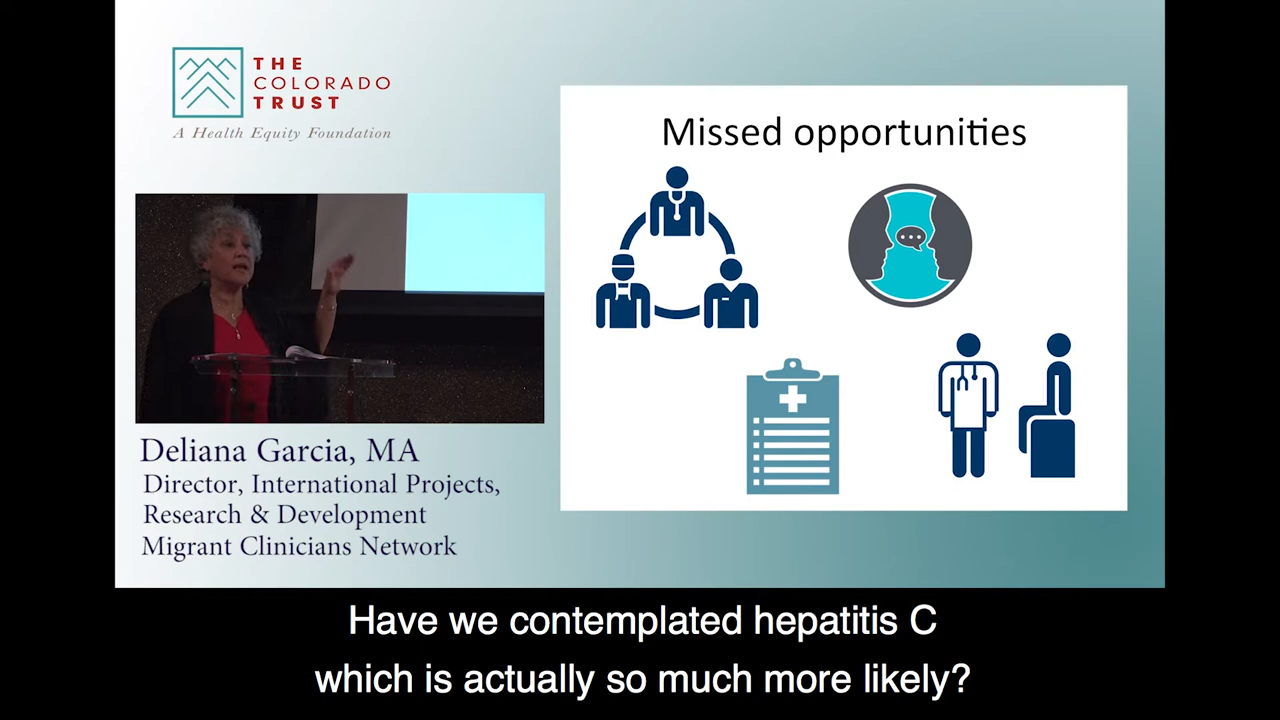 THE
COLORADO
TRUST
A Health Equity Foundation
Missed opportunities
Deliana Garcia, MA
Director, International Projects,
Research & Development
Migrant Clinicians Network
Have we contemplated hepatitis C
which is actually so much more likely?